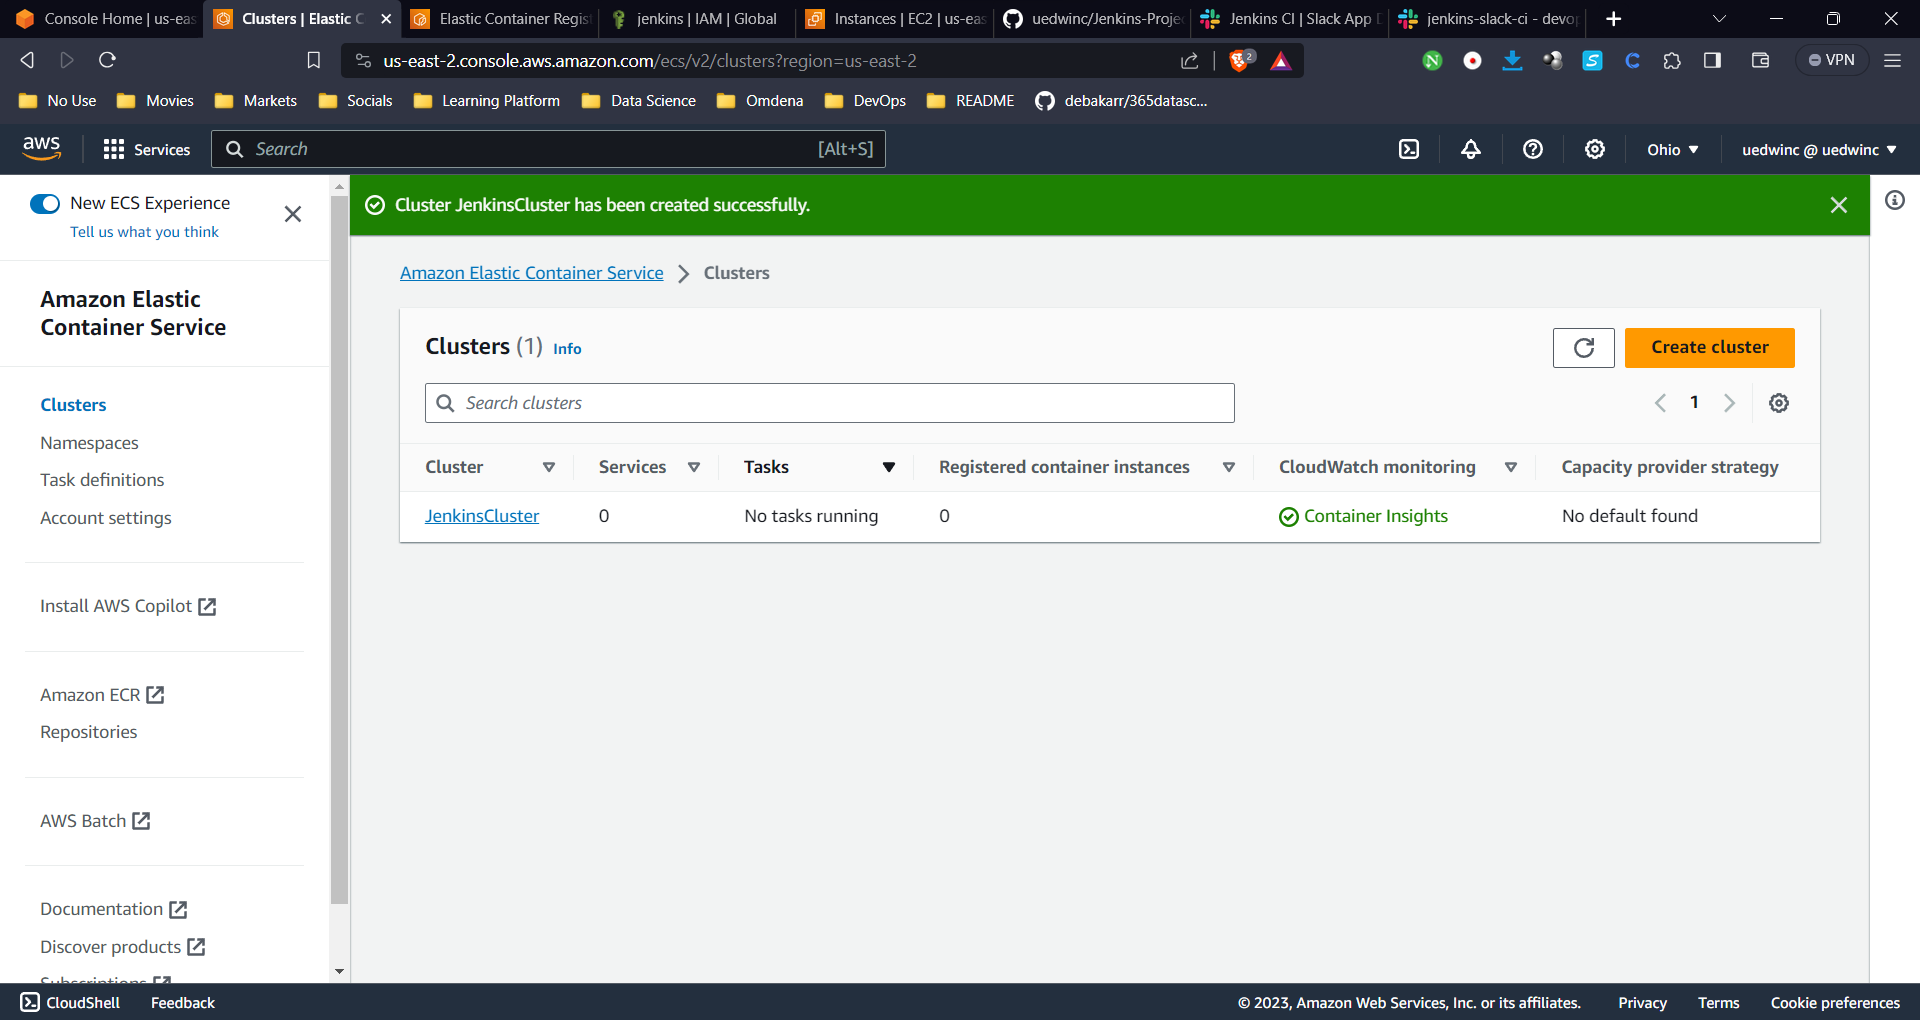 Console Home | us-eas
Clusters | Elastic C
Elastic Container Regist
jenkins | IAM | Global
Instances | EC2 | us-eas
uedwinc/Jenkins-Projec
Jenkins CI | Slack App D
jenkins-slack-ci - devop
us-east-2.console.aws.amazon.com/ecs/v2/clusters?region=us-east-2
2
N
S
C
VPN
No Use
Movies
Markets
Socials
Learning Platform
Data Science
Omdena
DevOps
README
debakarr/365datasc...
aws
Services
Search
[Alt+S]
Ohio
uedwinc @ uedwinc
New ECS Experience
Tell us what you think
Amazon Elastic
Container Service
Clusters
Namespaces
Task definitions
Account settings
Install AWS Copilot
Amazon ECR
Repositories
AWS Batch
Documentation
Discover products
Subscriptions
Cluster JenkinsCluster has been created successfully.
Amazon Elastic Container Service
Clusters
Clusters (1) Info
Create cluster
Search clusters
1
Cluster
Services
Tasks
Registered container instances
CloudWatch monitoring
Capacity provider strategy
JenkinsCluster
0
No tasks running
0
Container Insights
No default found
CloudShell
Feedback
© 2023, Amazon Web Services, Inc. or its affiliates.
Privacy
Terms
Cookie preferences